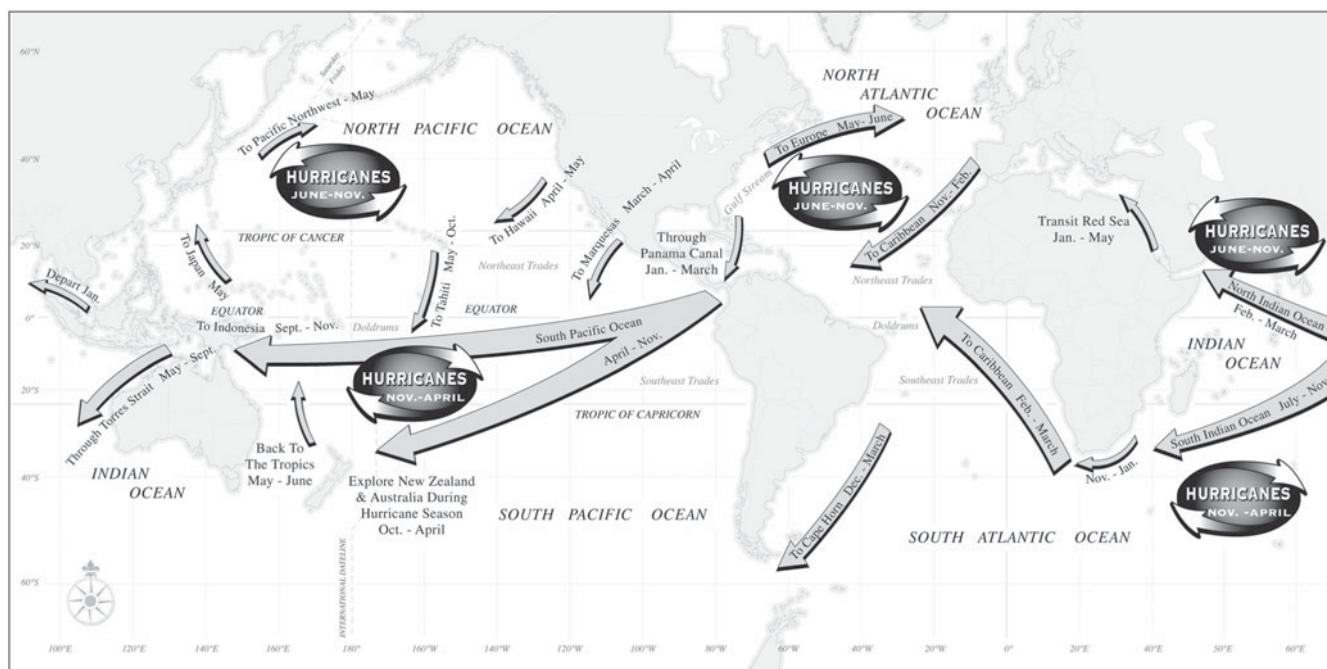 60°N
40°N
20°N
0°
20°S
40°S
60°S
Saturday
Friday
To Pacific Northwest - May
NORTH PACIFIC OCEAN
HURRICANES
JUNE-NOV.
TROPIC OF CANCER
To Japan May
Depart Jan.
EQUATOR
To Indonesia Sept. - Nov.
Doldrums
To Tahiti May - Oct.
To Hawaii April - May
Northeast Trades
To Marquesas March - April
EQUATOR
South Pacific Ocean
April - Nov.
Southeast Trades
TROPIC OF CAPRICORN
HURRICANES
NOV.-APRIL
Through Torres Strait May - Sept.
INDIAN
OCEAN
Back To
The Tropics
May - June
Explore New Zealand
& Australia During
Hurricane Season
Oct. - April
SOUTH PACIFIC OCEAN
INTERNATIONAL DATELINE
Through
Panama Canal
Jan. - March
Gulf Stream
NORTH
ATLANTIC
OCEAN
To Europe May- June
HURRICANES
JUNE-NOV.
To Caribbean Nov.- Feb.
Northeast Trades
Doldrums
Southeast Trades
To Caribbean Feb. - March
To Cape Horn Dec. - March
SOUTH ATLANTIC OCEAN
Transit Red Sea
Jan. - May
HURRICANES
JUNE-NOV.
North Indian Ocean
Feb. - March
INDIAN
OCEAN
South Indian Ocean July - Nov
Nov. - Jan.
HURRICANES
NOV. -APRIL
100°E
120°E
140°E
160°E
180°
160°W
140°W
120°W
100°W
80°W
60°W
40°W
20°W
0°
20°E
40°E
60°E